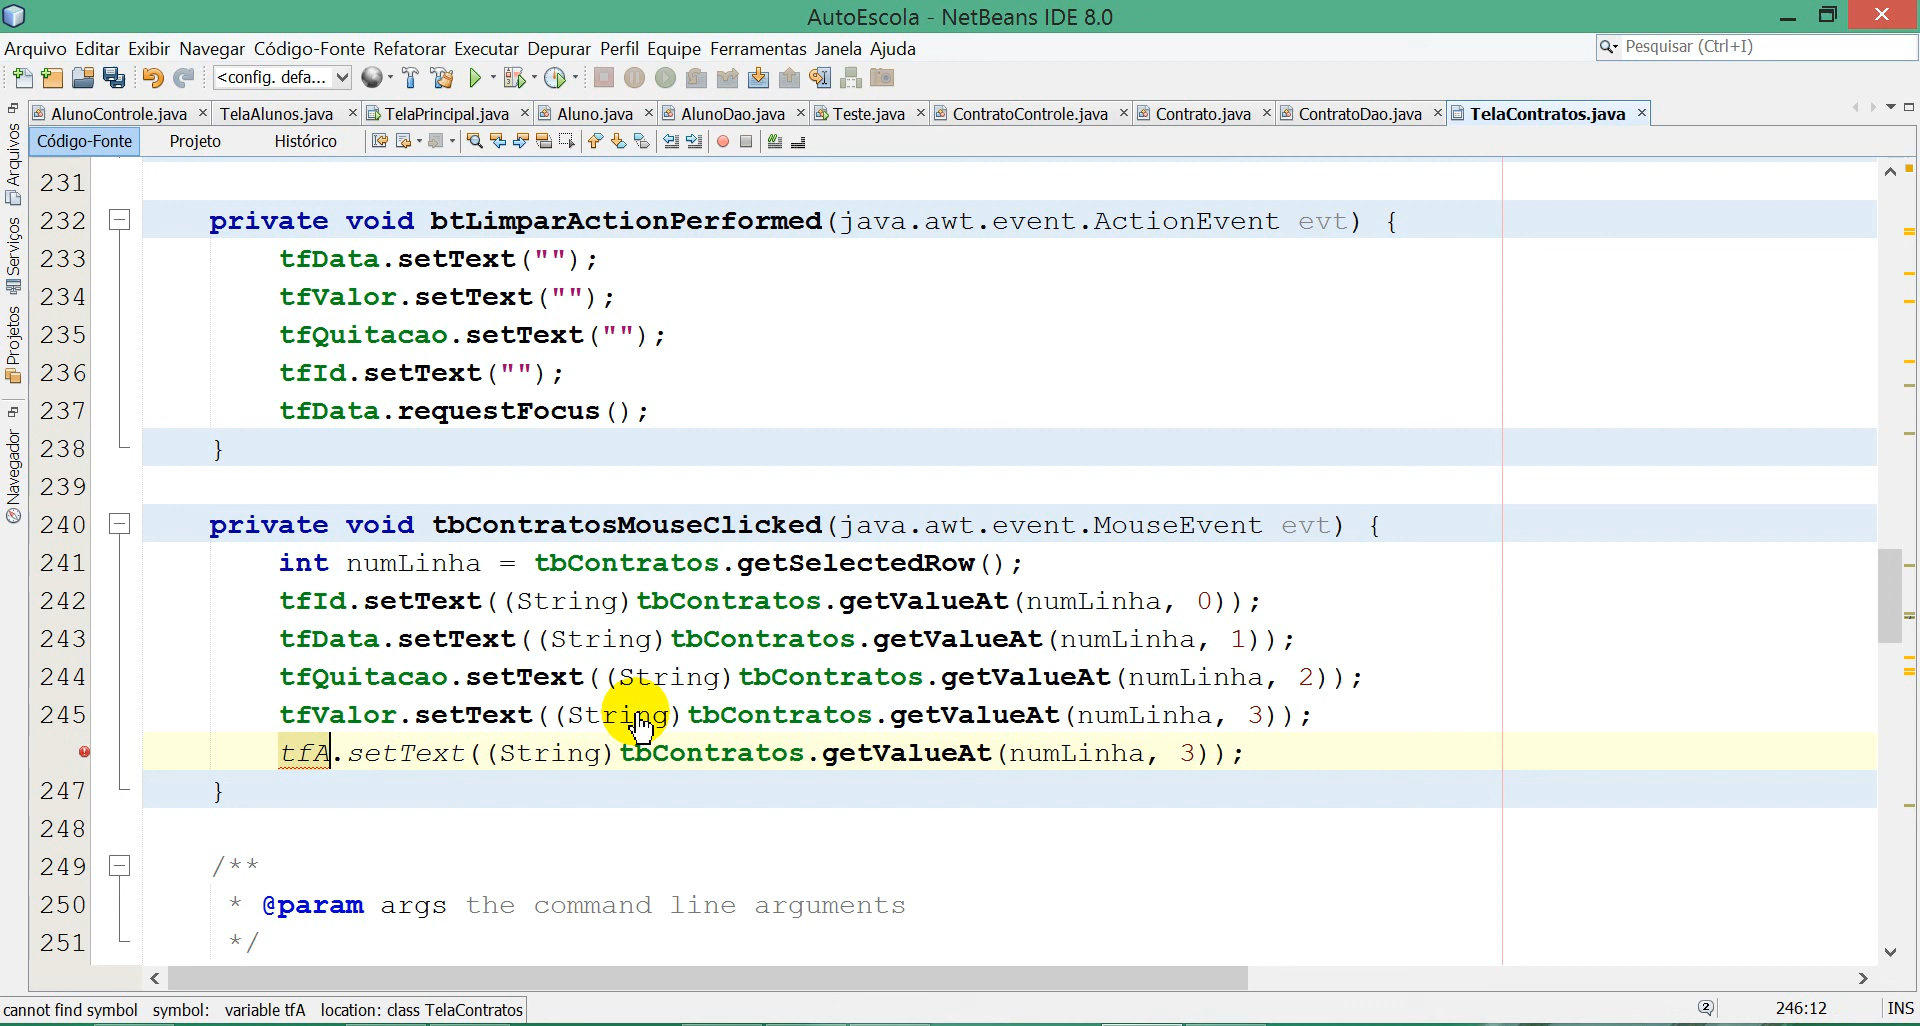 AutoEscola - NetBeans IDE 8.0
Arquivo Editar Exibir Navegar Código-Fonte Refatorar Executar Depurar Perfil Equipe Ferramentas Janela Ajuda
Pesquisar (Ctrl+I)
<config. defa...
AlunoControle.java TelaAlunos.java TelaPrincipal.java Aluno.java AlunoDao.java Teste.java ContratoControle.java Contrato.java ContratoDao.java TelaContratos.java
Código-Fonte Projeto Histórico
Arquivos
Serviços
Projetos
Navegador
231
232 private void btLimparActionPerformed(java.awt.event.ActionEvent evt) {
233 tfData.setText("");
234 tfValor.setText("");
235 tfQuitacao.setText("");
236 tfId.setText("");
237 tfData.requestFocus();
238 }
239
240 private void tbContratosMouseClicked(java.awt.event.MouseEvent evt) {
241 int numLinha = tbContratos.getSelectedRow();
242 tfId.setText((String)tbContratos.getValueAt(numLinha, 0));
243 tfData.setText((String)tbContratos.getValueAt(numLinha, 1));
244 tfQuitacao.setText((String)tbContratos.getValueAt(numLinha, 2));
245 tfValor.setText((String)tbContratos.getValueAt(numLinha, 3));
tfA.setText((String)tbContratos.getValueAt(numLinha, 3));
247 }
248
249 /**
250 * @param args the command line arguments
251 */
cannot find symbol symbol: variable tfA location: class TelaContratos
2
246:12
INS